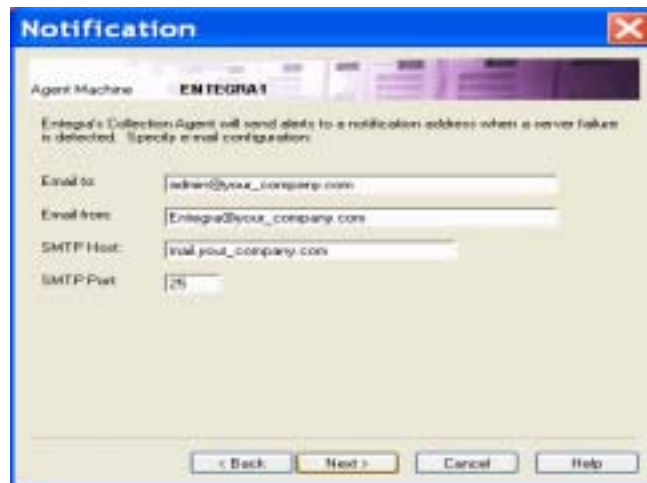 Notification
Agent Machine ENTEGRA1
Entegra's Collection Agent will send alerts to a notification address when a server failure
is detected. Specify e-mail configuration:
Email to: admin@your_company.com
Email from: Entegra@your_company.com
SMTP Host: mail.your_company.com
SMTP Port: 25
< Back Next > Cancel Help